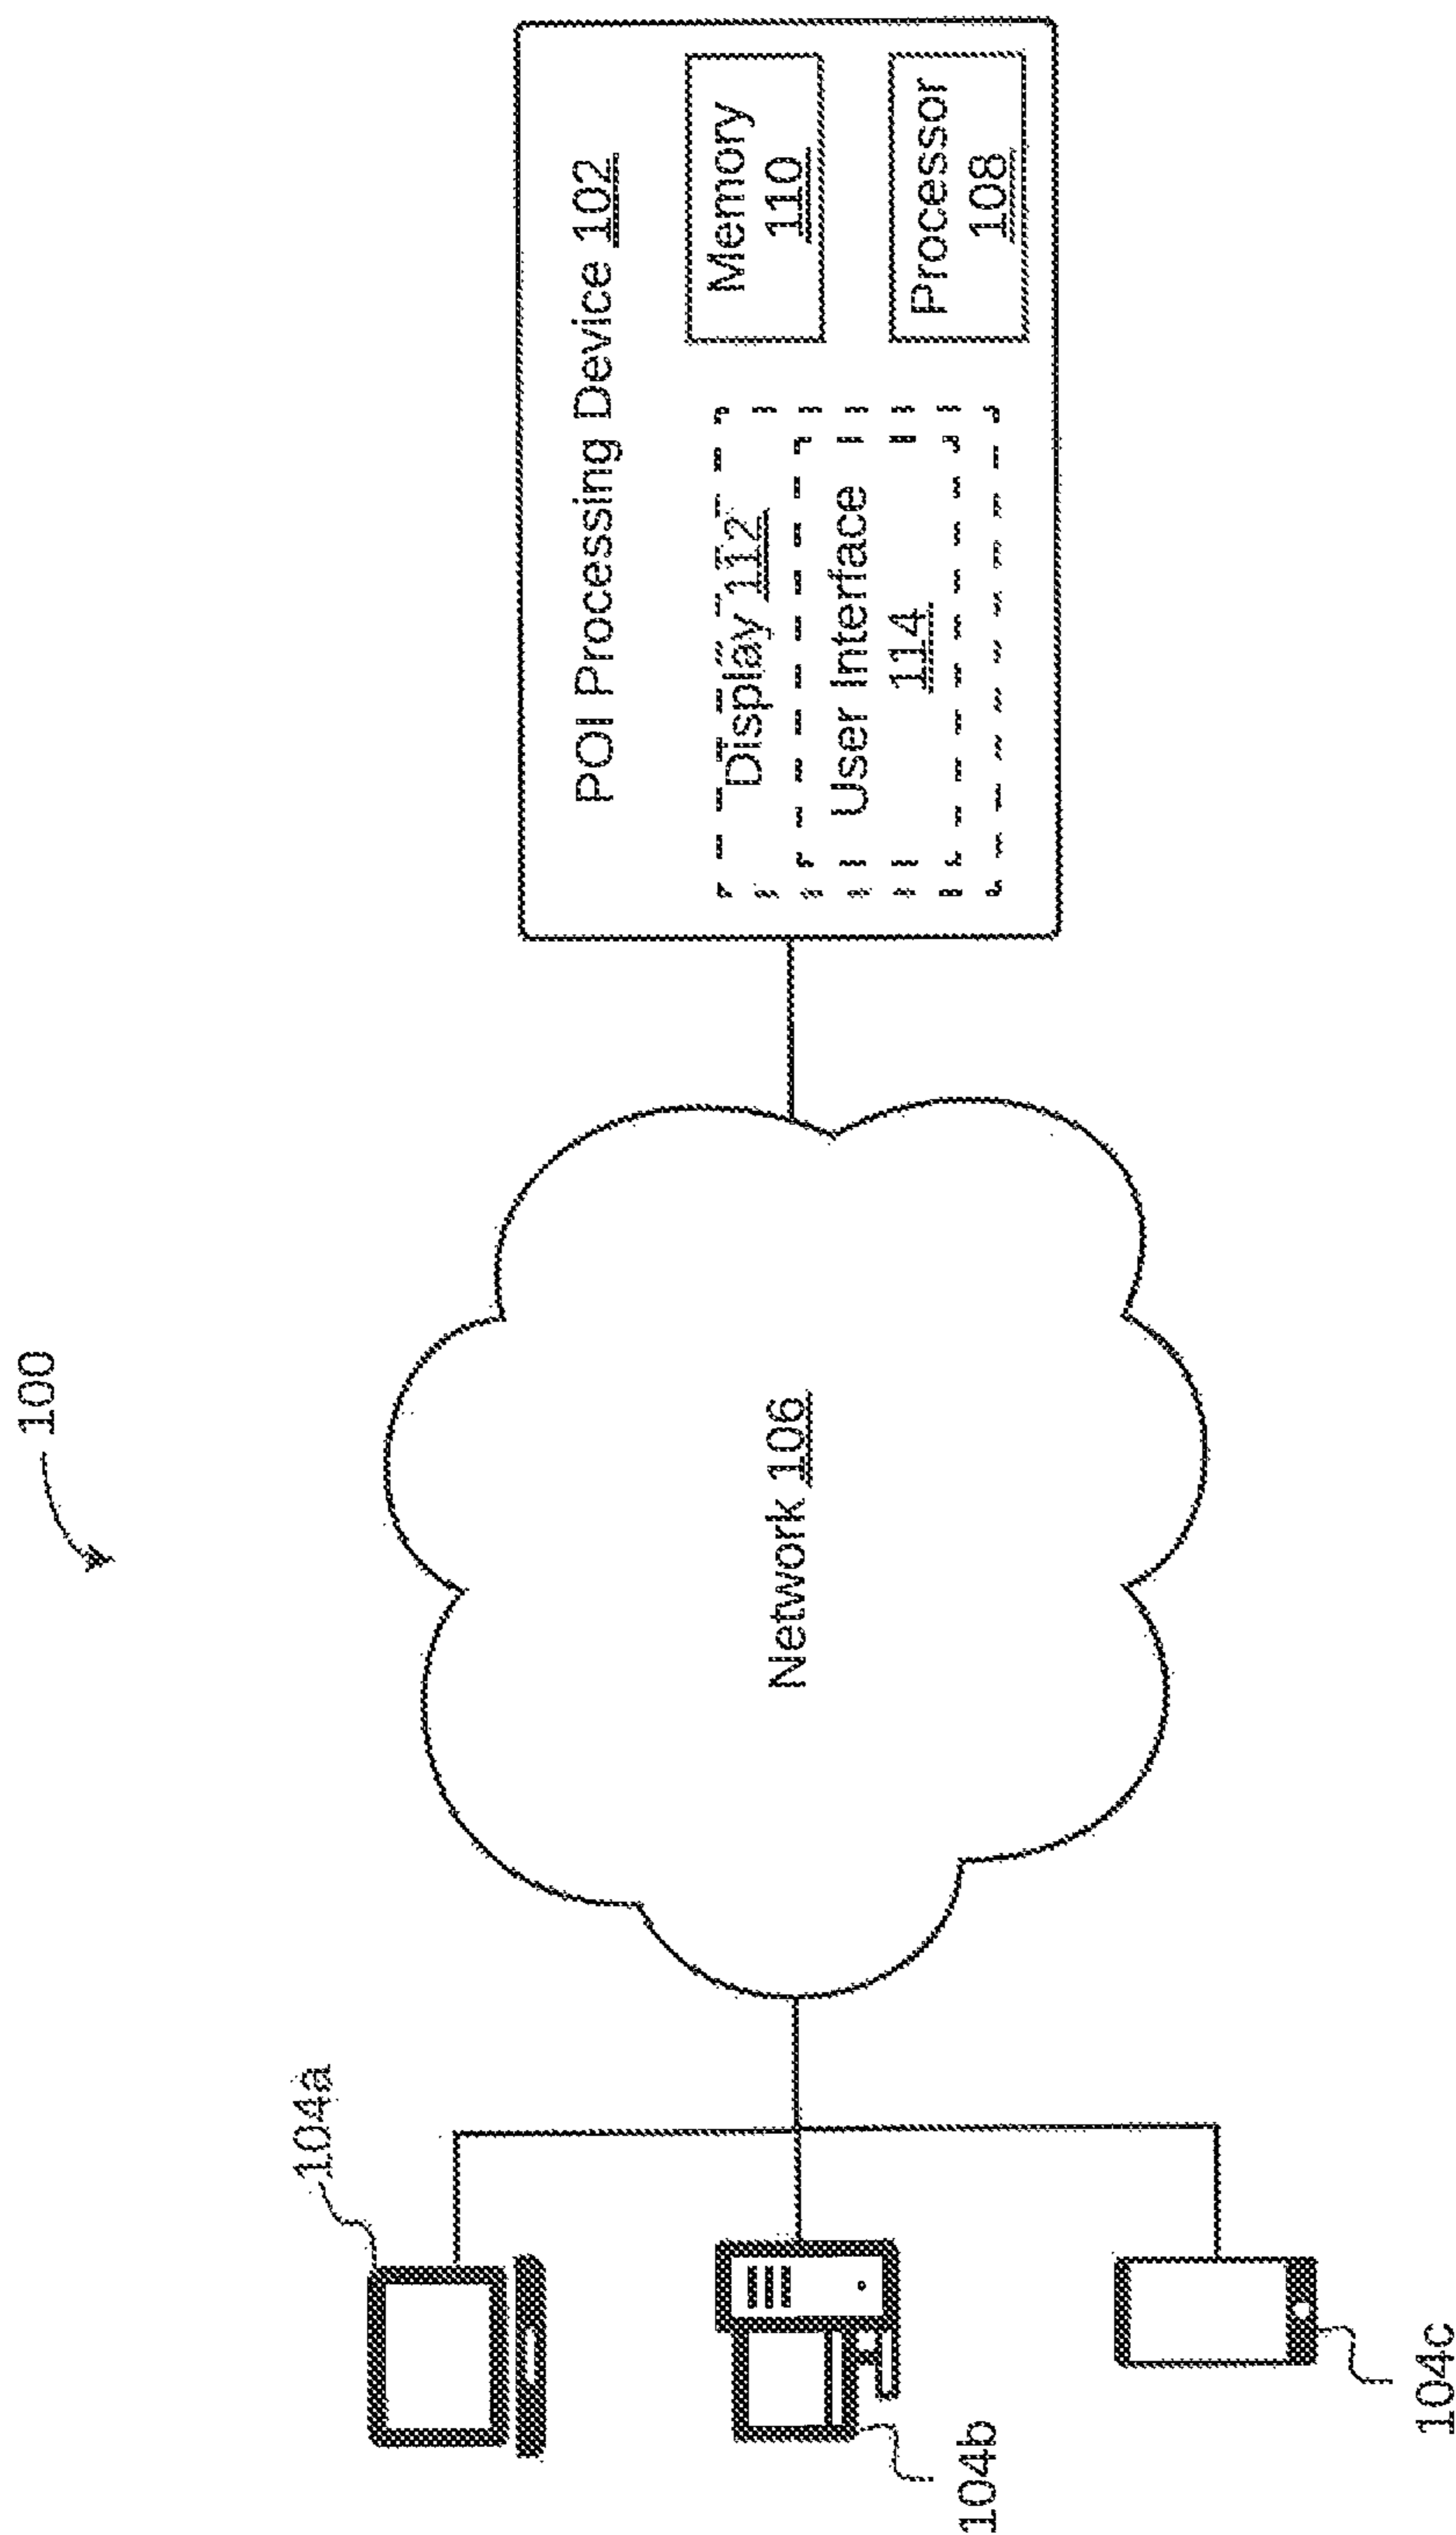 100
104a
104b
104c
Network 106
POI Processing Device 102
Display 112
User Interface
114
Memory
110
Processor
108